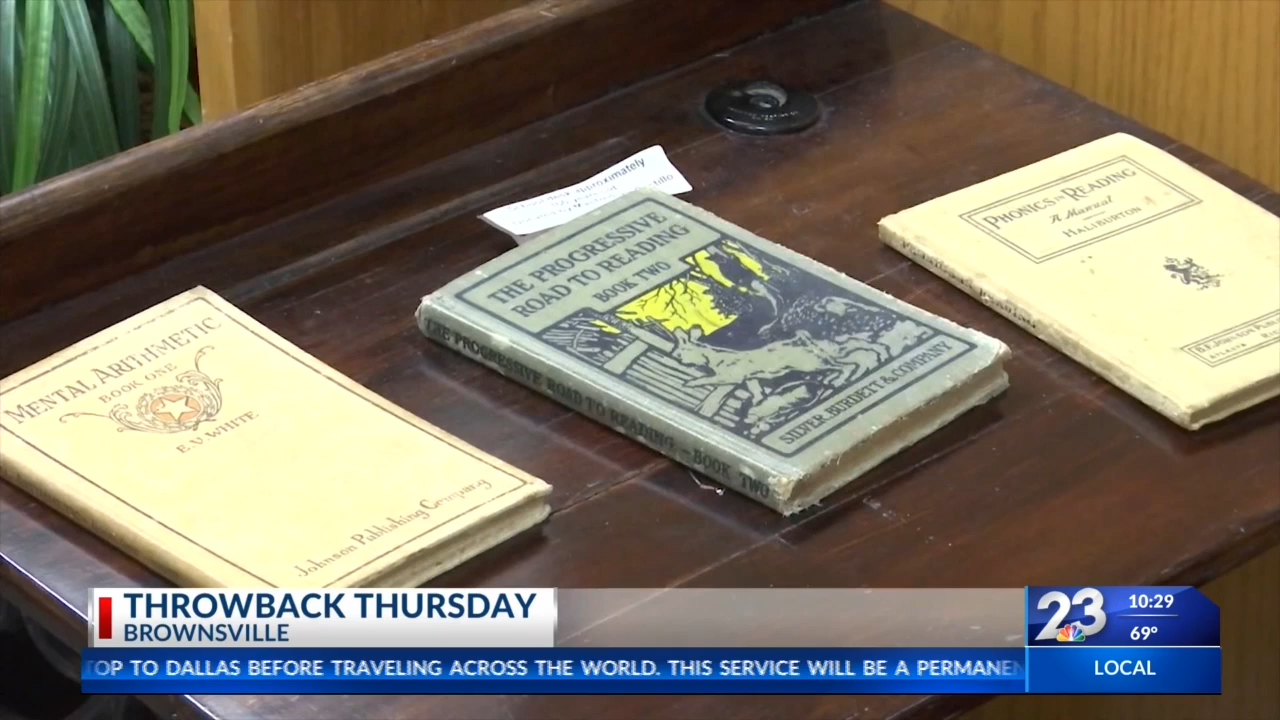 approximately
MENTAL ARITHMETIC
BOOK ONE
E. V. WHITE
Johnson Publishing Company
THE PROGRESSIVE
ROAD TO READING
BOOK TWO
SILVER, BURDETT & COMPANY
THE PROGRESSIVE ROAD TO READING - BOOK TWO
PHONICS IN READING
A Manual
HALIBURTON
THROWBACK THURSDAY
BROWNSVILLE
23
10:29
69°
LOCAL
TOP TO DALLAS BEFORE TRAVELING ACROSS THE WORLD. THIS SERVICE WILL BE A PERMANEN